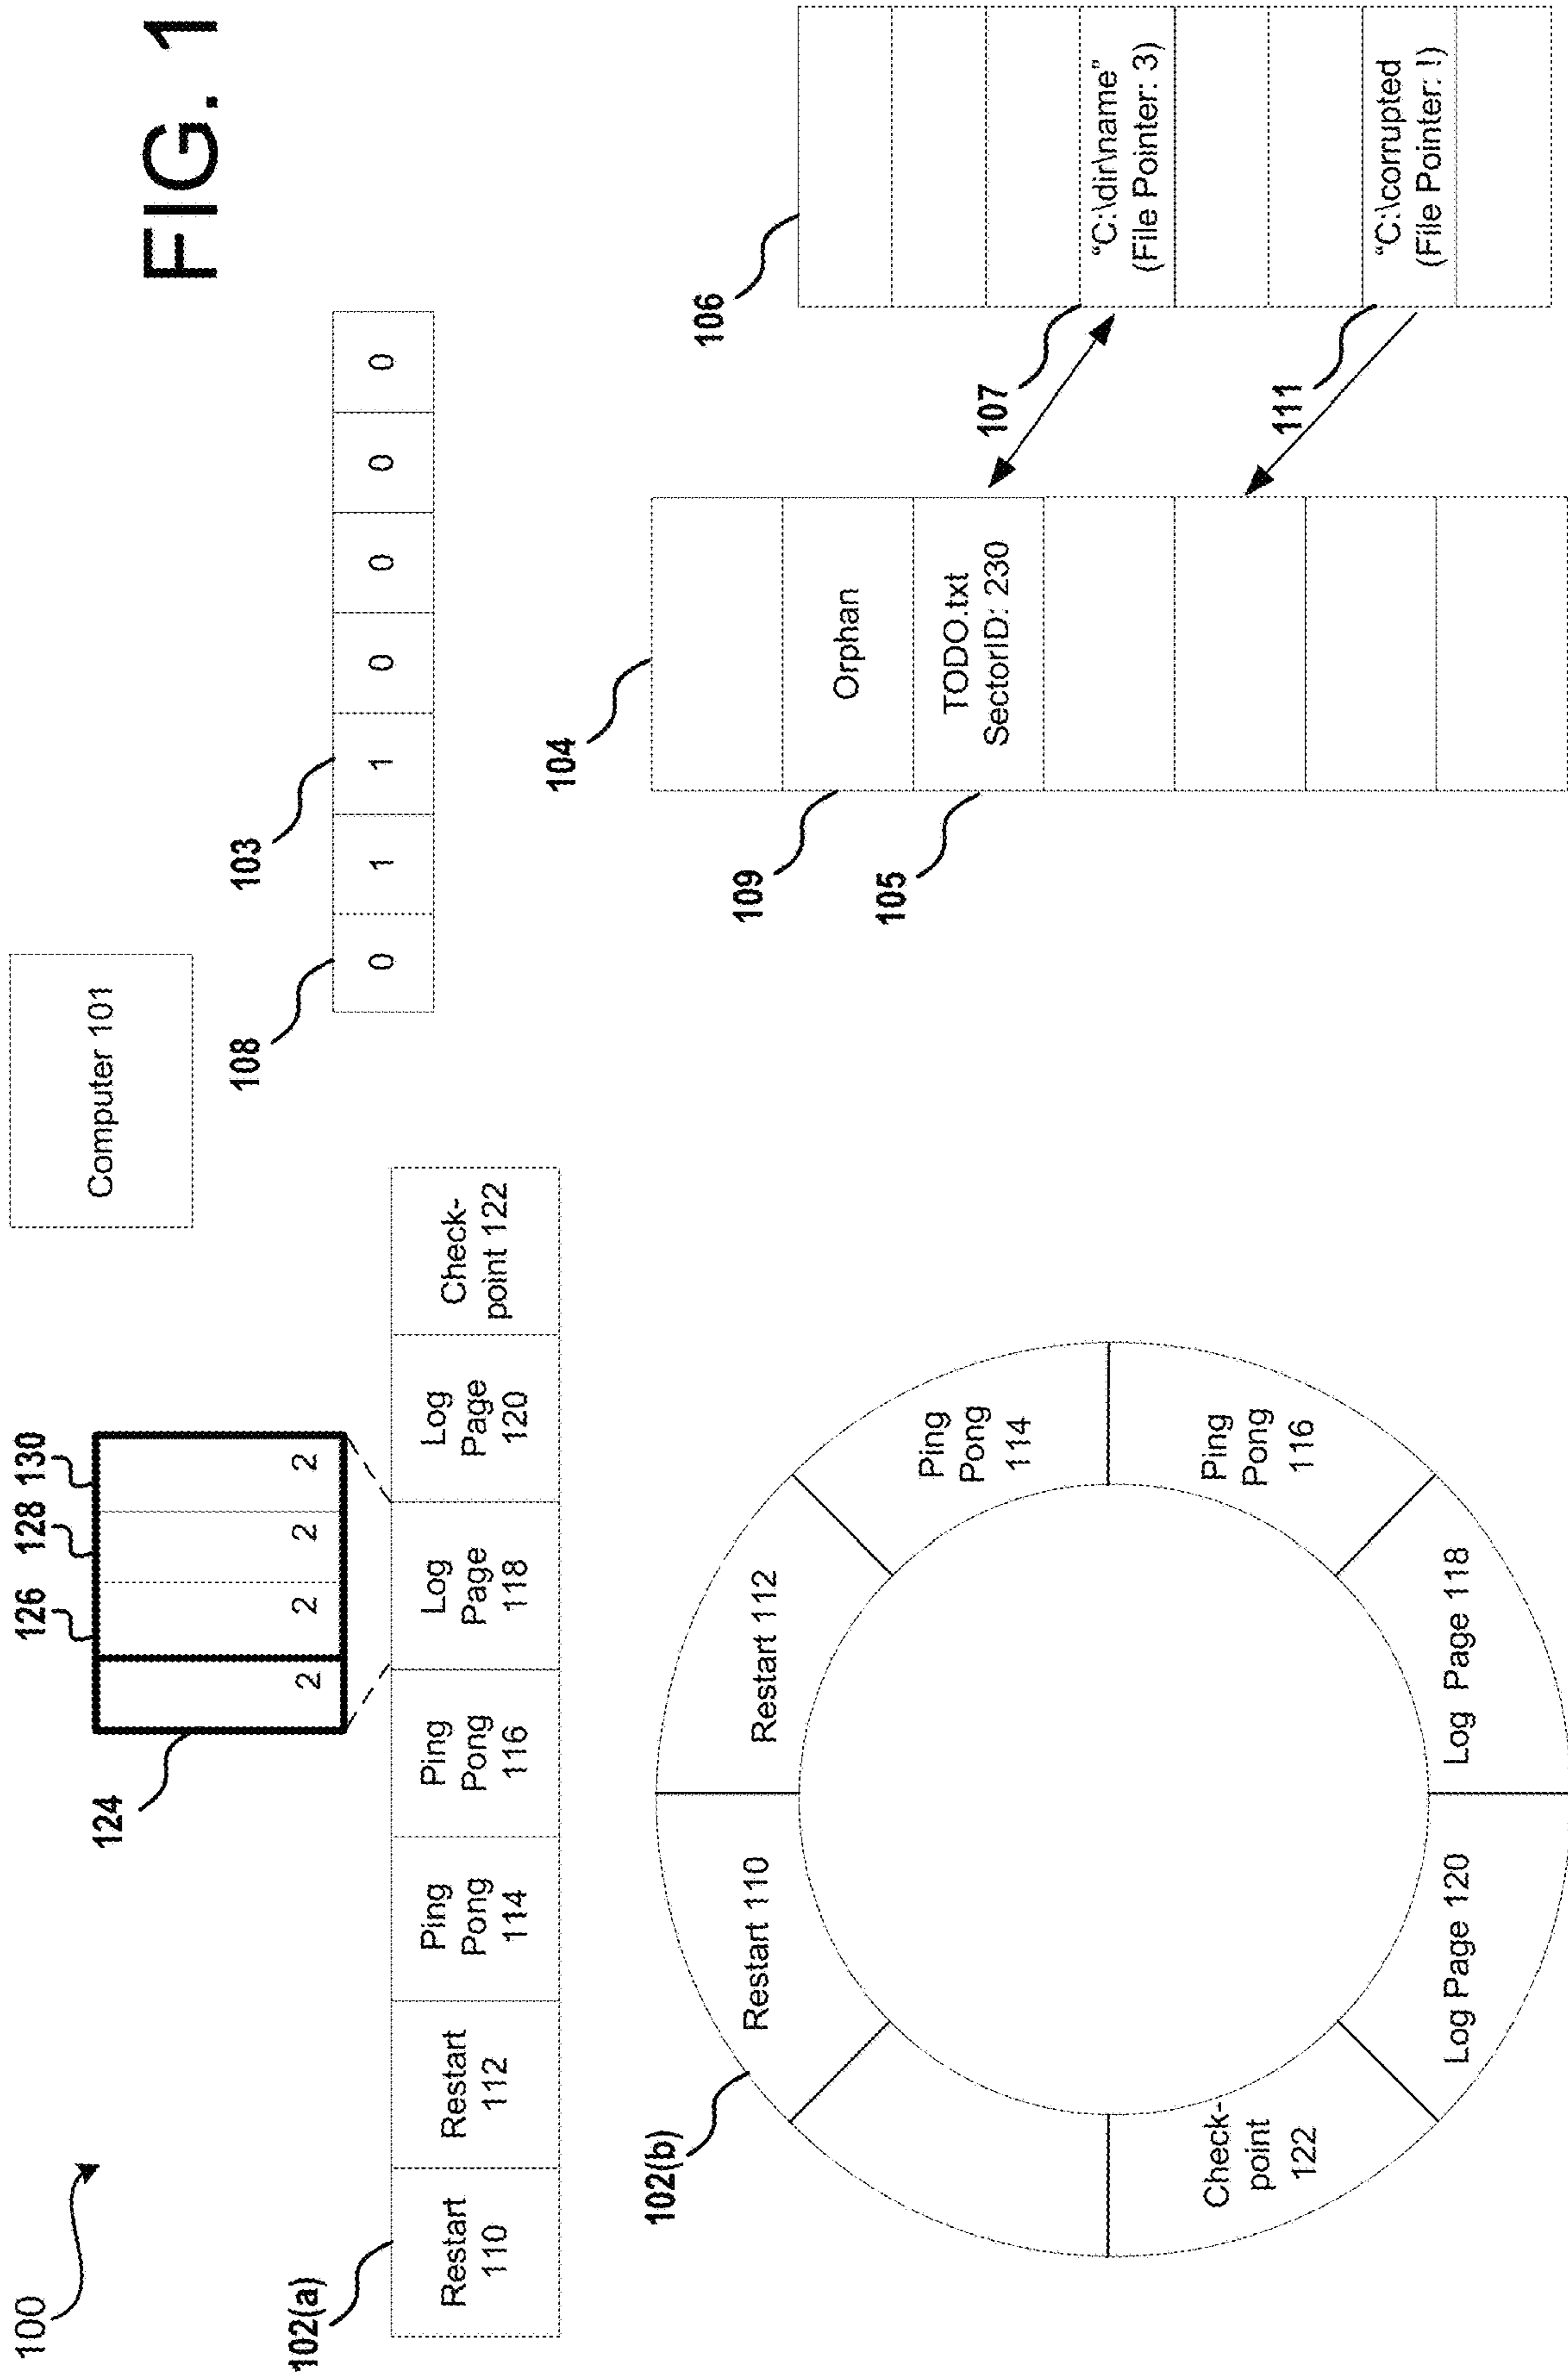 FIG. 1
100
Computer 101
124
126
128
130
2
2
2
2
102(a)
Restart
110
Restart
112
Ping
Pong
114
Ping
Pong
116
Log
Page
118
Log
Page
120
Check-
point 122
108
103
0
1
1
0
0
0
0
102(b)
Restart 110
Restart 112
Ping
Pong
114
Ping
Pong
116
Log Page 118
Log Page 120
Check-
point
122
104
109
Orphan
105
TODO.txt
SectorID: 230
106
107
"C:\dir\name"
(File Pointer: 3)
111
"C:\corrupted
(File Pointer: !)